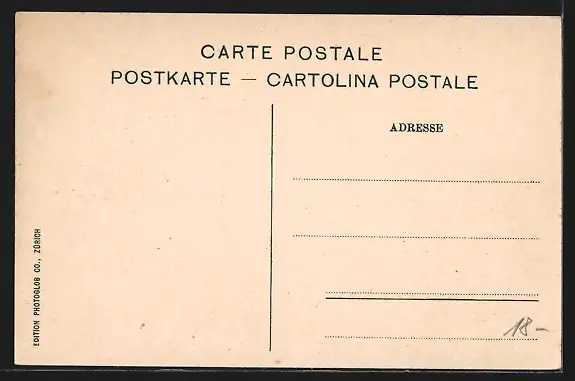 CARTE POSTALE
POSTKARTE — CARTOLINA POSTALE
ADRESSE
EDITION PHOTOGLOB CO., ZÜRICH
18-